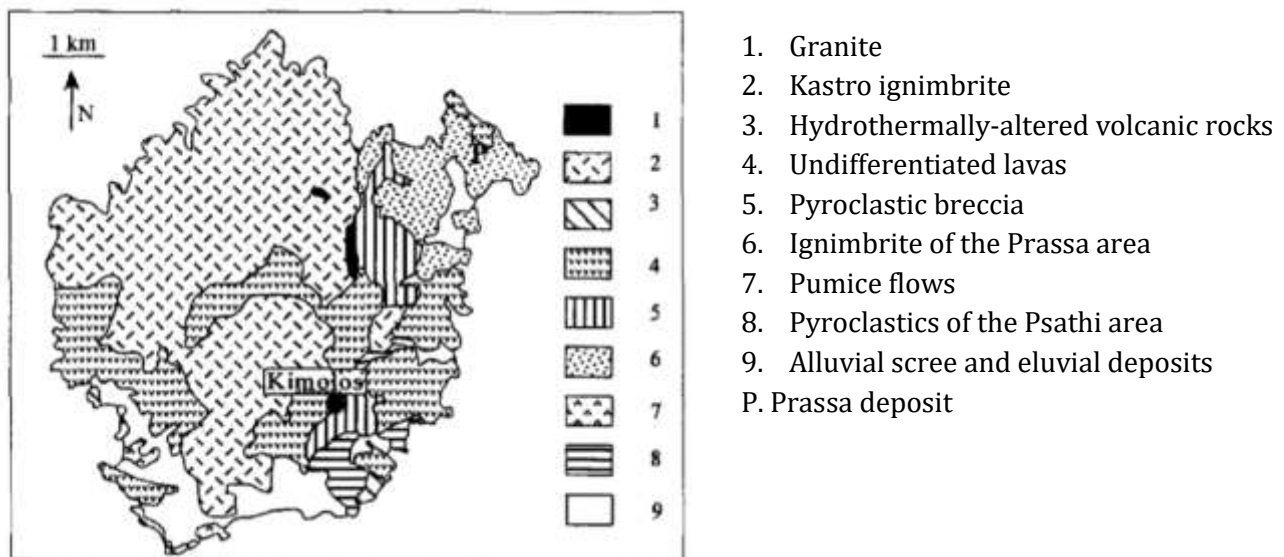 1 km
N
P
Kimolos
1
2
3
4
5
6
7
8
9
1. Granite
2. Kastro ignimbrite
3. Hydrothermally-altered volcanic rocks
4. Undifferentiated lavas
5. Pyroclastic breccia
6. Ignimbrite of the Prassa area
7. Pumice flows
8. Pyroclastics of the Psathi area
9. Alluvial scree and eluvial deposits
P. Prassa deposit